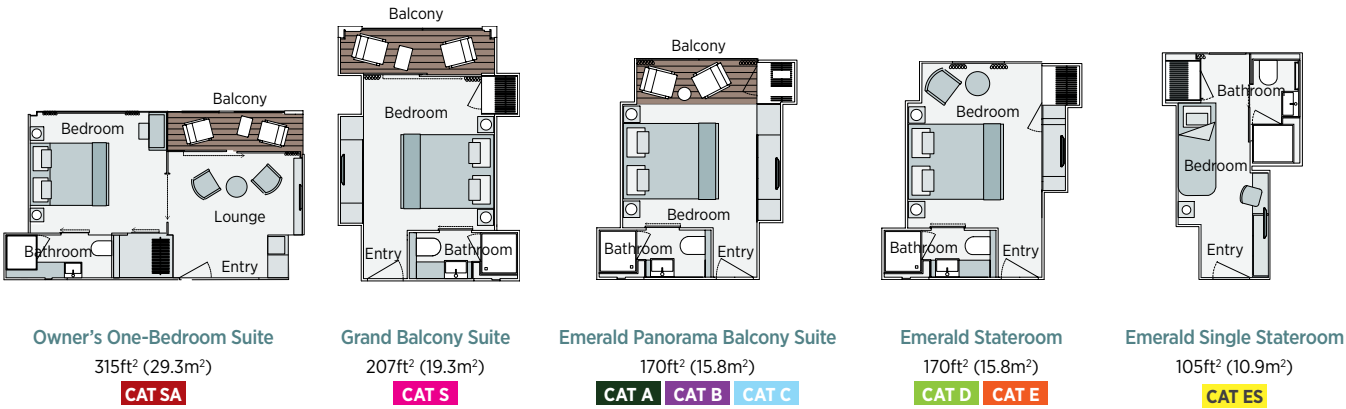 Balcony
Bedroom
Lounge
Bathroom
Entry
Owner's One-Bedroom Suite
315ft² (29.3m²)
CAT SA
Balcony
Bedroom
Entry
Bathroom
Grand Balcony Suite
207ft² (19.3m²)
CAT S
Balcony
Bedroom
Bathroom
Entry
Emerald Panorama Balcony Suite
170ft² (15.8m²)
CAT A CAT B CAT C
Bedroom
Bathroom
Entry
Emerald Stateroom
170ft² (15.8m²)
CAT D CAT E
Bathroom
Bedroom
Entry
Emerald Single Stateroom
105ft² (10.9m²)
CAT ES